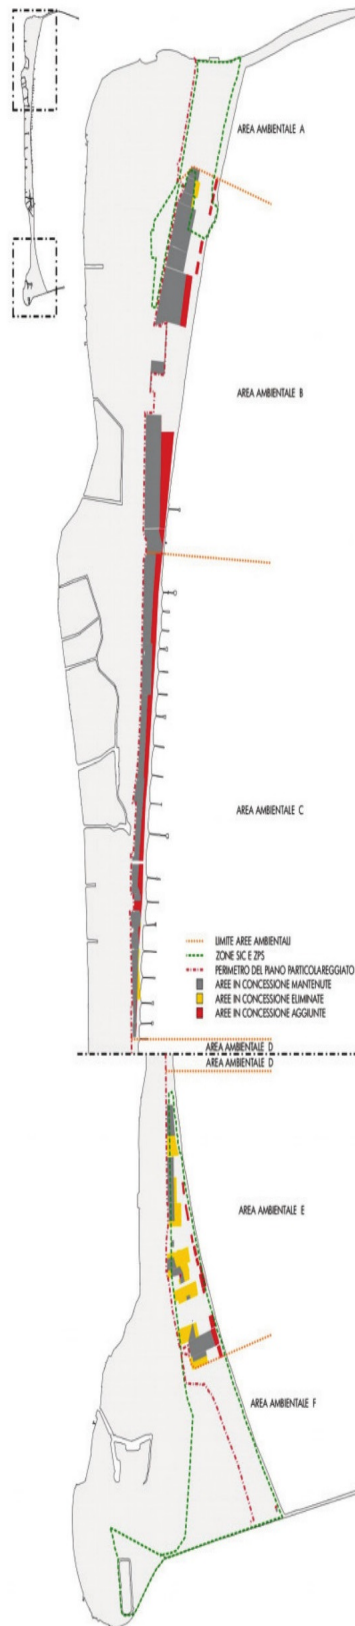 AREA AMBIENTALE A
AREA AMBIENTALE B
AREA AMBIENTALE C
LIMITE AREE AMBIENTALI
ZONE SIC E ZPS
PERIMETRO DEL PIANO PARTICOLAREGGIATO
AREE IN CONCESSIONE MANTENUTE
AREE IN CONCESSIONE ELIMINATE
AREE IN CONCESSIONE AGGIUNTE
AREA AMBIENTALE D
AREA AMBIENTALE D
AREA AMBIENTALE E
AREA AMBIENTALE F